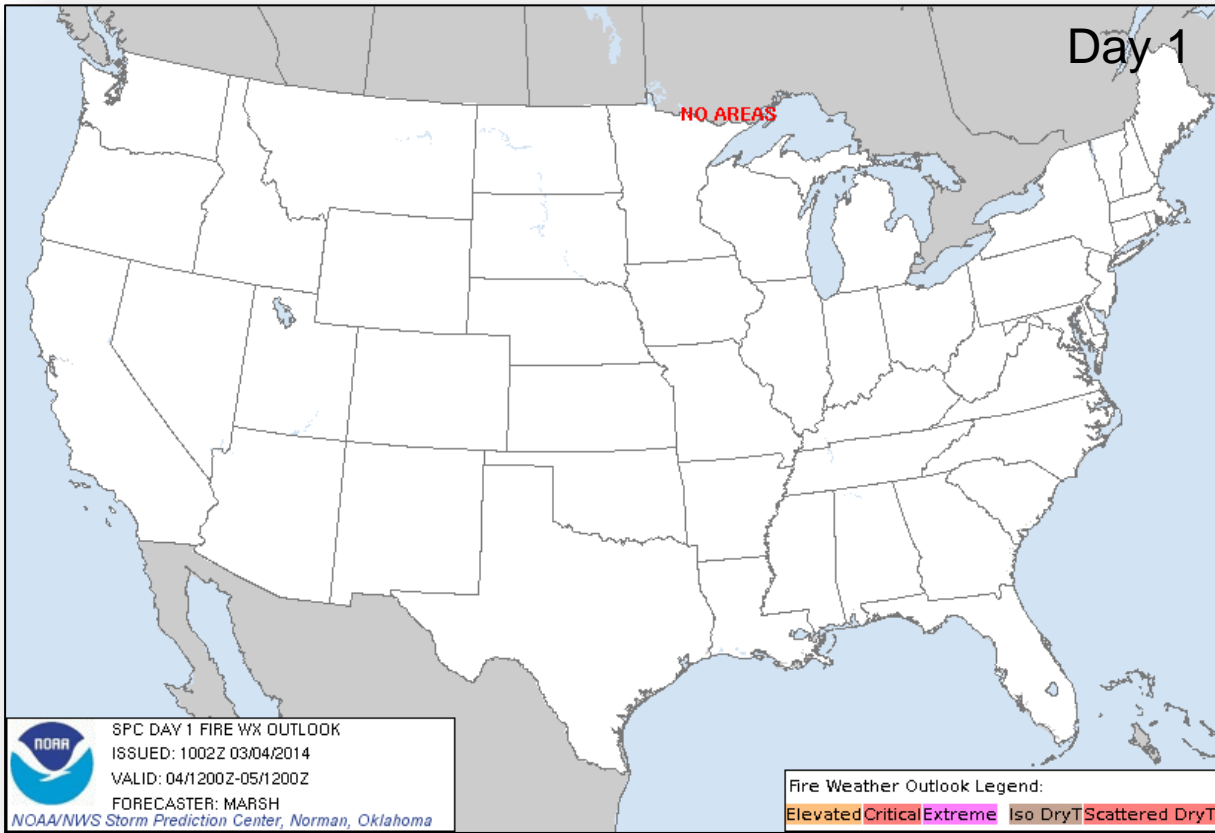 Day 1
NO AREAS
NOAA
SPC DAY 1 FIRE WX OUTLOOK
ISSUED: 1002Z 03/04/2014
VALID: 04/1200Z-05/1200Z
FORECASTER: MARSH
NOAA/NWS Storm Prediction Center, Norman, Oklahoma
Fire Weather Outlook Legend:
Elevated Critical Extreme Iso DryT Scattered DryT